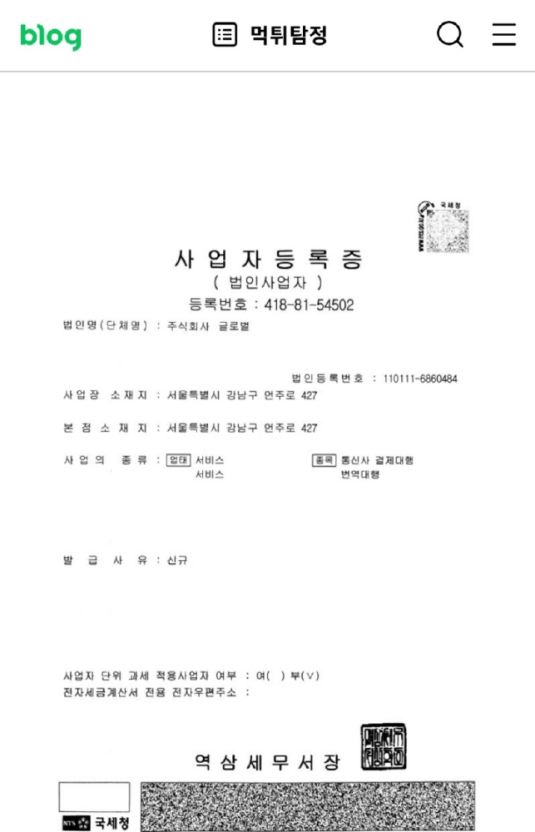 blog
먹튀탐정
국세청
사 업 자 등 록 증
( 법인사업자 )
등록번호 : 418-81-54502
법인명(단체명) : 주식회사 글로벌
법인등록번호 : 110111-6860484
사업장 소재지 : 서울특별시 강남구 언주로 427
본 점 소 재 지 : 서울특별시 강남구 언주로 427
사 업 의 종 류 : 업태 서비스 종목 통신사 결제대행
서비스 번역대행
발 급 사 유 : 신규
사업자 단위 과세 적용사업자 여부 : 여( ) 부(∨)
전자세금계산서 전용 전자우편주소 :
역 삼 세 무 서 장
NTS 국세청